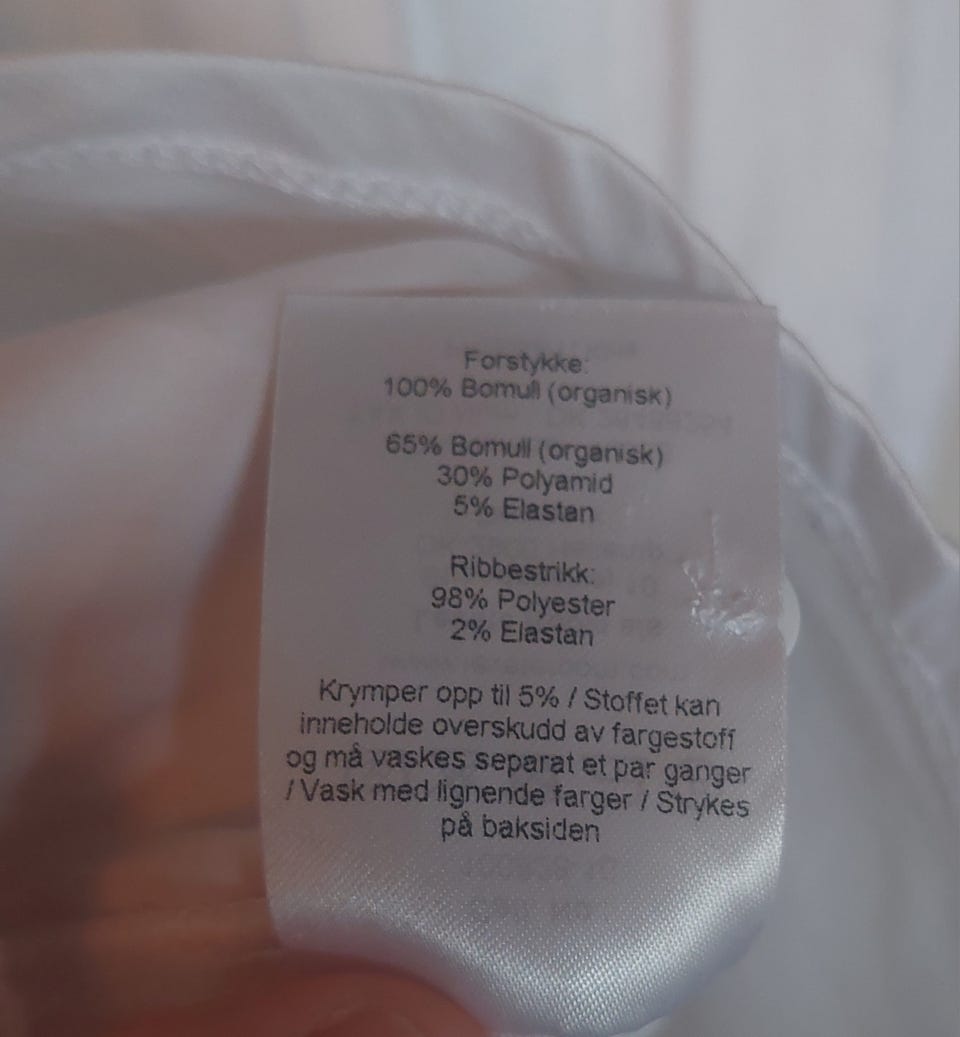 Forstykke:
100% Bomull (organisk)
65% Bomull (organisk)
30% Polyamid
5% Elastan
Ribbestrikk:
98% Polyester
2% Elastan
Krymper opp til 5% / Stoffet kan
inneholde overskudd av fargestoff
og må vaskes separat et par ganger
/ Vask med lignende farger / Strykes
på baksiden